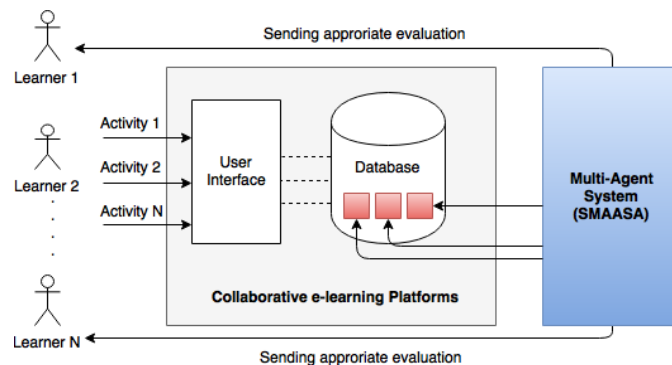 Sending approriate evaluation
Learner 1
Activity 1
Activity 2
Activity N
Learner 2
User
Interface
Database
Multi-Agent
System
(SMAASA)
Collaborative e-learning Platforms
Learner N
Sending approriate evaluation